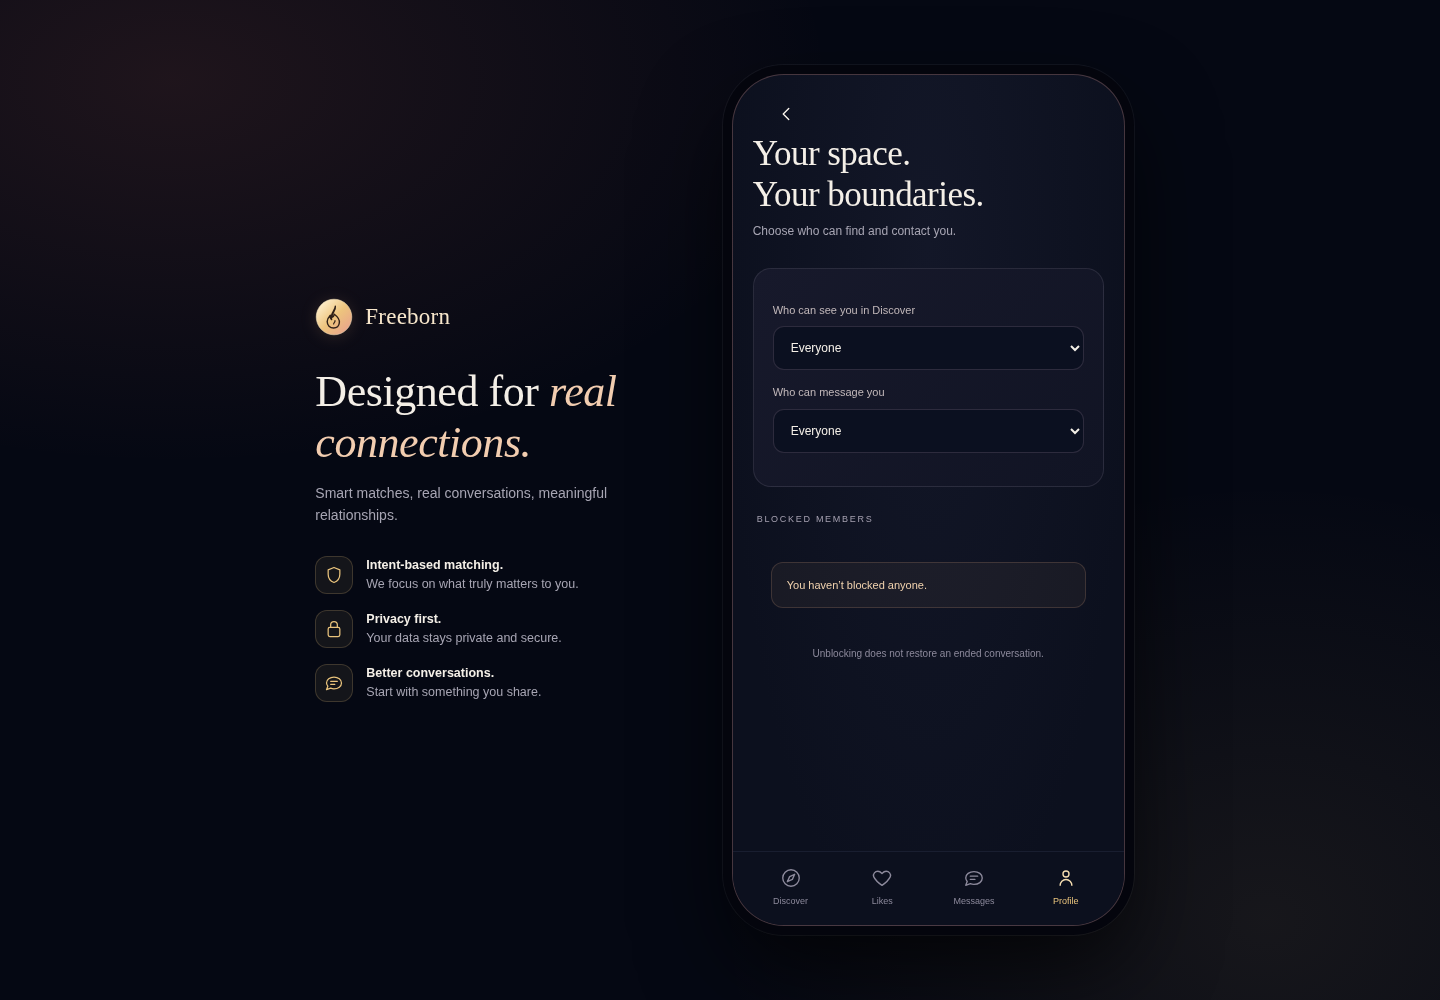 Freeborn
Designed for real
connections.
Smart matches, real conversations, meaningful
relationships.
Intent-based matching.
We focus on what truly matters to you.
Privacy first.
Your data stays private and secure.
Better conversations.
Start with something you share.
Your space.
Your boundaries.
Choose who can find and contact you.
Who can see you in Discover
Everyone
Who can message you
Everyone
BLOCKED MEMBERS
You haven't blocked anyone.
Unblocking does not restore an ended conversation.
Discover
Likes
Messages
Profile